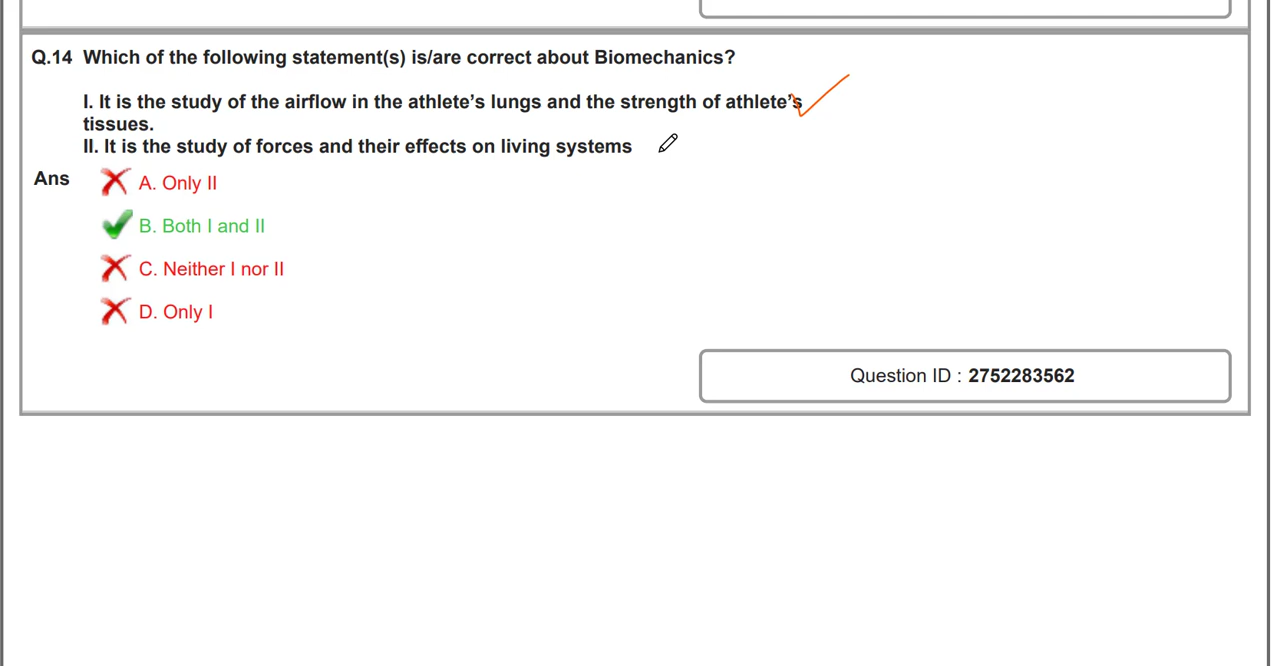 Q.14 Which of the following statement(s) is/are correct about Biomechanics?
I. It is the study of the airflow in the athlete’s lungs and the strength of athlete’s
tissues.
II. It is the study of forces and their effects on living systems
Ans A. Only II
B. Both I and II
C. Neither I nor II
D. Only I
Question ID : 2752283562